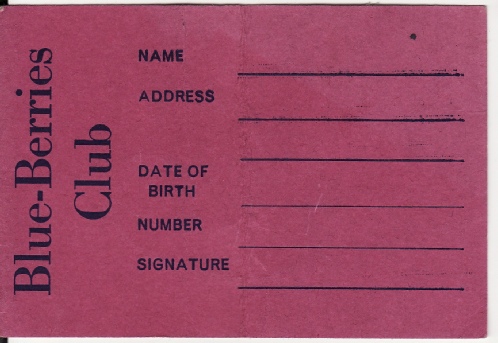 Blue-Berries
Club
NAME
ADDRESS
DATE OF
BIRTH
NUMBER
SIGNATURE